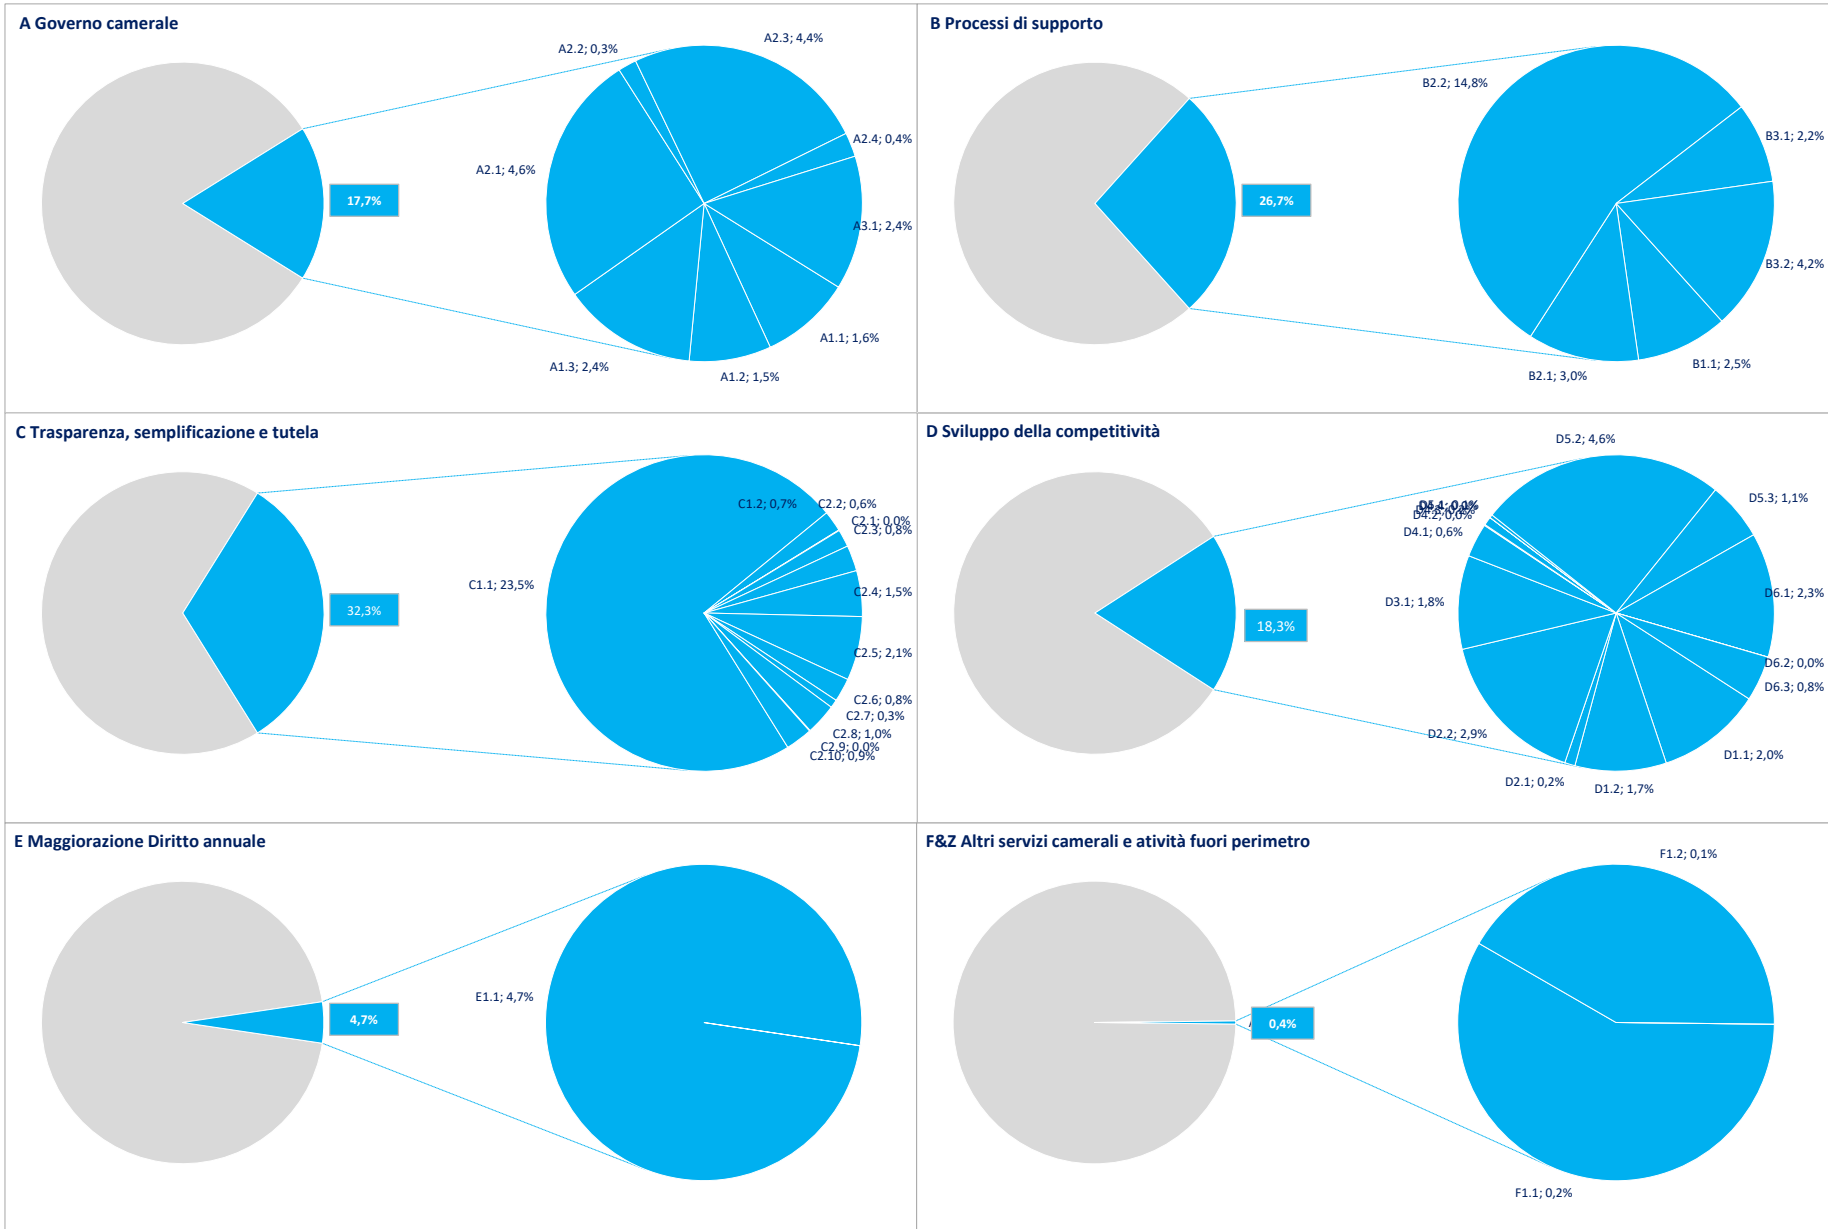 A Governo camerale
A2.2; 0,3%
A2.3; 4,4%
A2.4; 0,4%
A2.1; 4,6%
17,7%
A3.1; 2,4%
A1.1; 1,6%
A1.3; 2,4%
A1.2; 1,5%
B Processi di supporto
B2.2; 14,8%
B3.1; 2,2%
26,7%
B3.2; 4,2%
B1.1; 2,5%
B2.1; 3,0%
C Trasparenza, semplificazione e tutela
C1.2; 0,7%
C2.2; 0,6%
C2.1; 0,0%
C2.3; 0,8%
C1.1; 23,5%
C2.4; 1,5%
32,3%
C2.5; 2,1%
C2.6; 0,8%
C2.7; 0,3%
C2.8; 1,0%
C2.9; 0,0%
C2.10; 0,9%
D Sviluppo della competitività
D5.2; 4,6%
D5.3; 1,1%
D4.2; 0,0%
D4.1; 0,6%
D6.1; 2,3%
D3.1; 1,8%
18,3%
D6.2; 0,0%
D6.3; 0,8%
D2.2; 2,9%
D1.1; 2,0%
D2.1; 0,2%
D1.2; 1,7%
E Maggiorazione Diritto annuale
E1.1; 4,7%
4,7%
F&Z Altri servizi camerali e atività fuori perimetro
F1.2; 0,1%
0,4%
F1.1; 0,2%